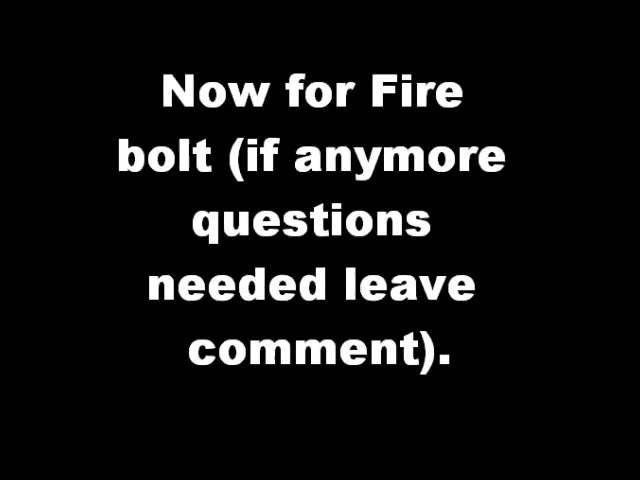 Now for Fire
bolt (if anymore
questions
needed leave
comment).